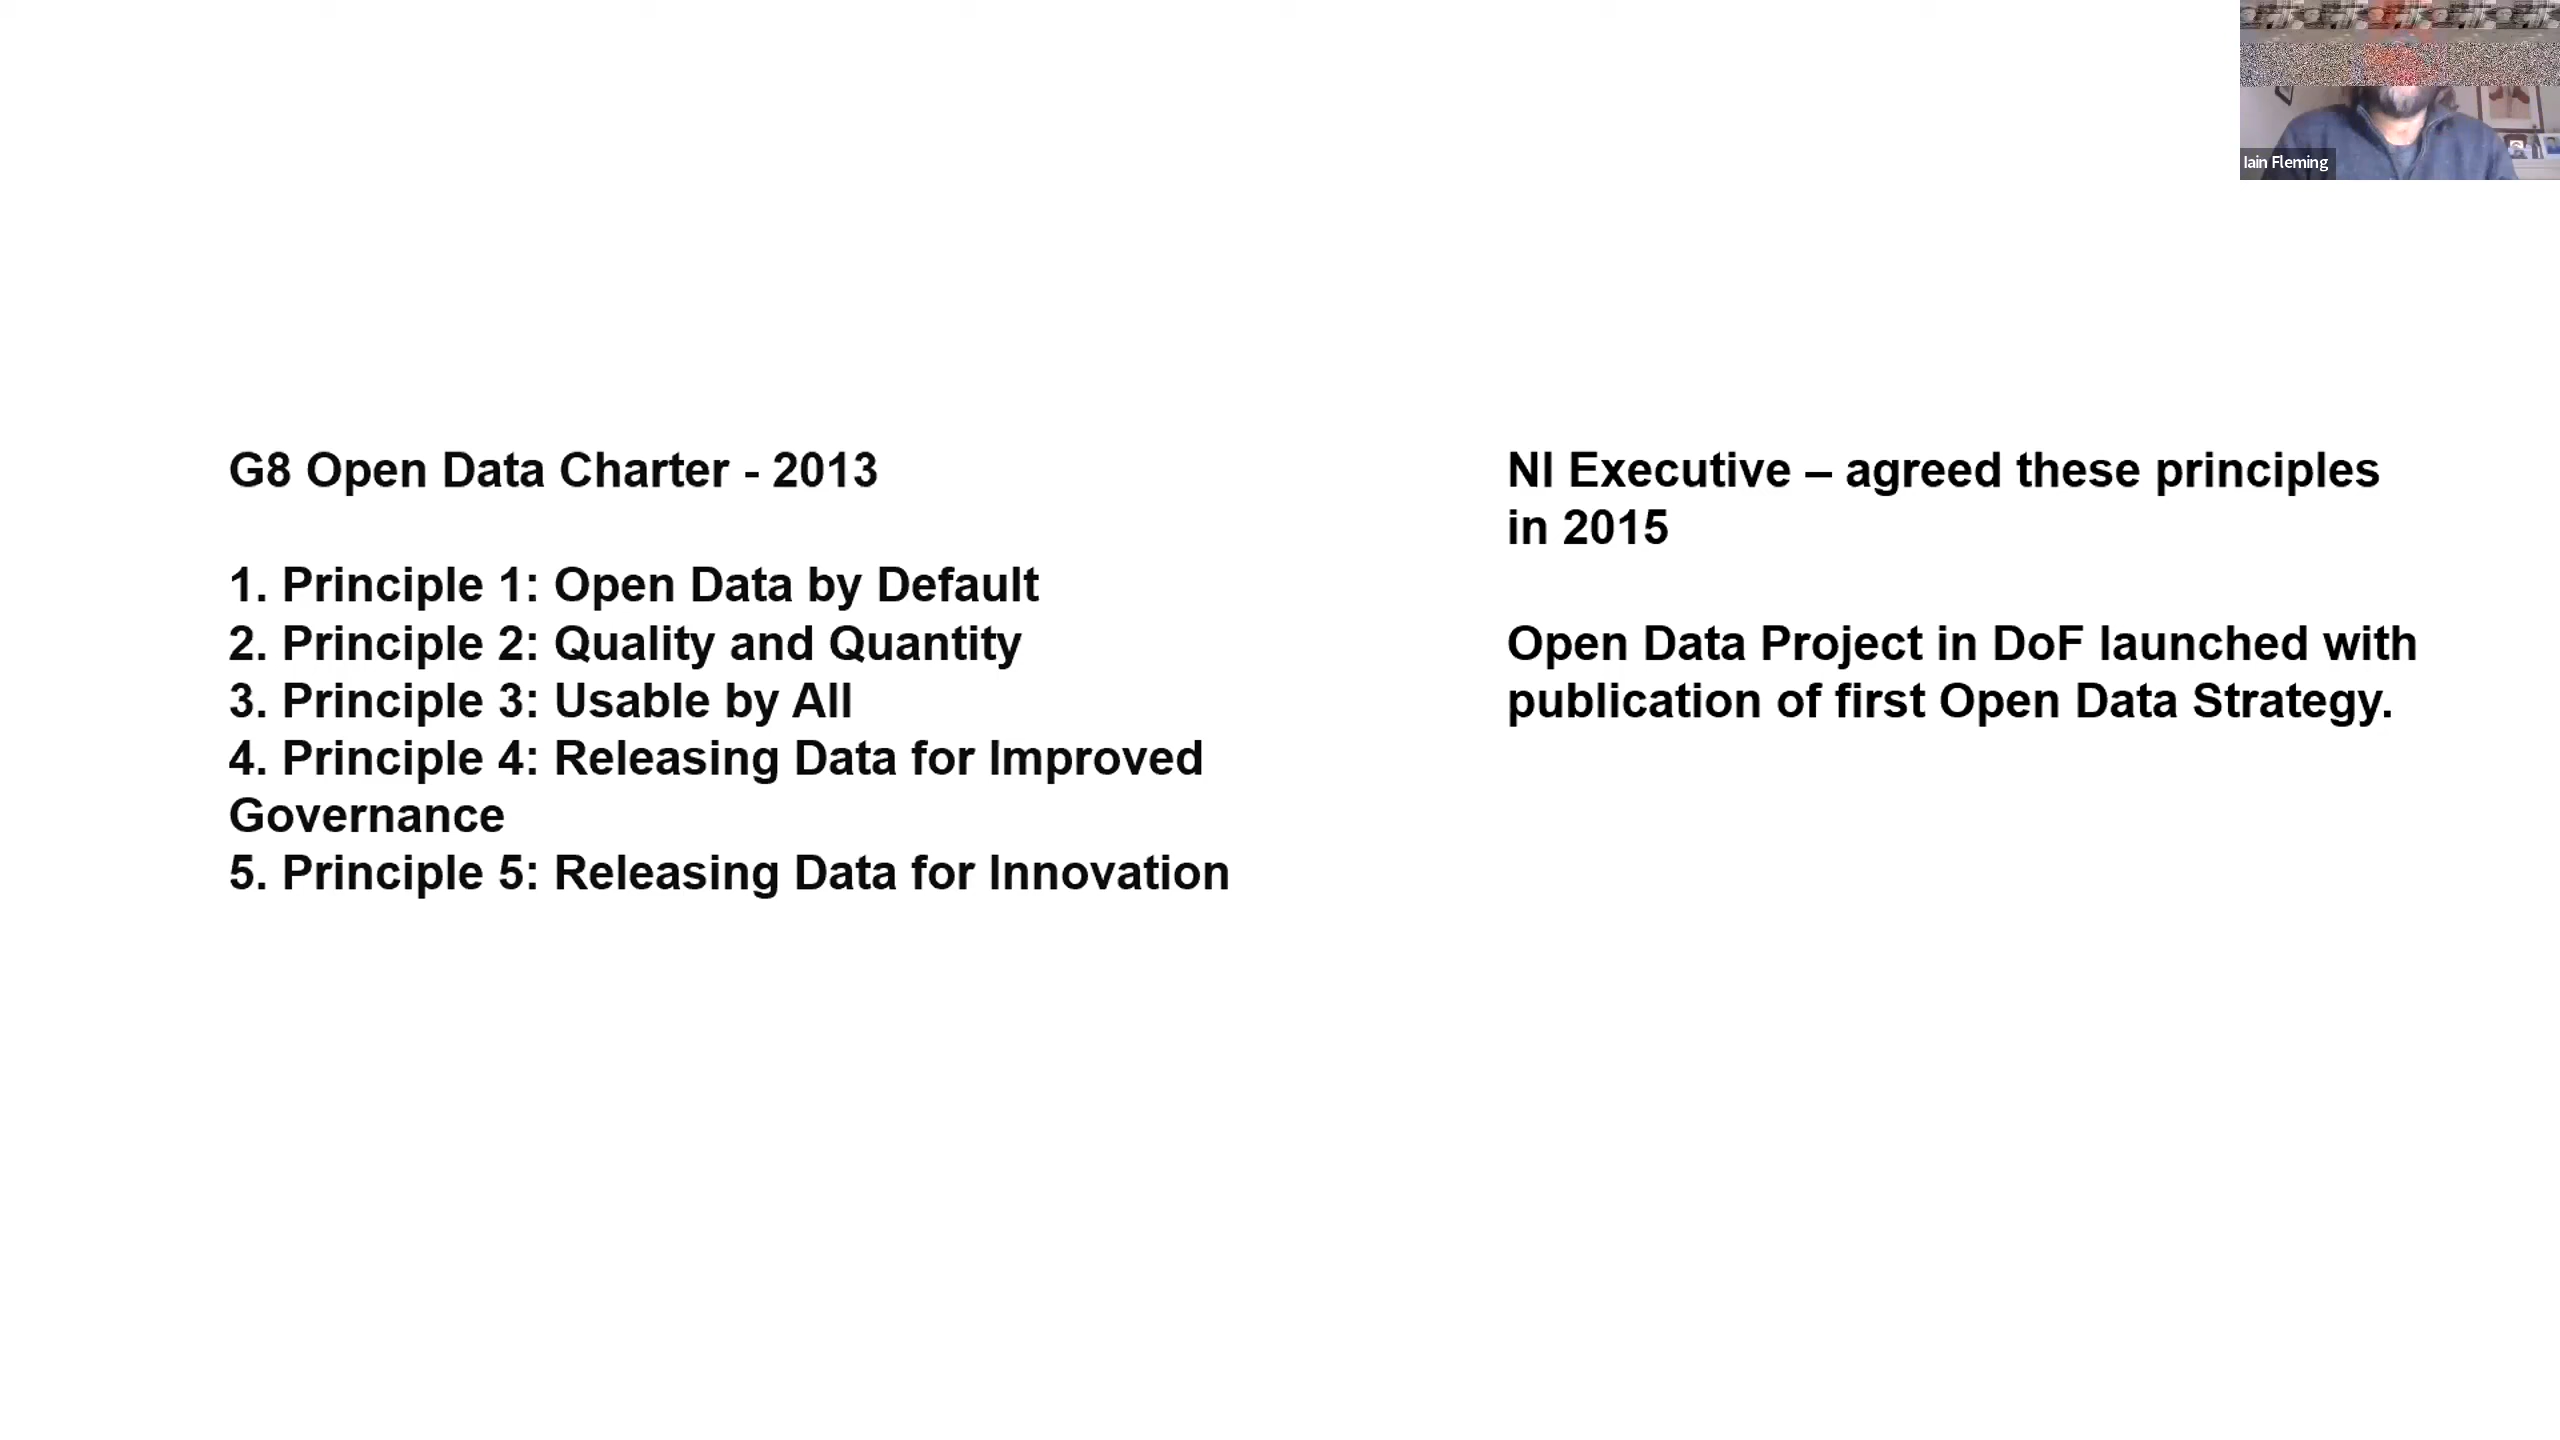 G8 Open Data Charter - 2013
1. Principle 1: Open Data by Default
2. Principle 2: Quality and Quantity
3. Principle 3: Usable by All
4. Principle 4: Releasing Data for Improved
Governance
5. Principle 5: Releasing Data for Innovation
NI Executive – agreed these principles
in 2015
Open Data Project in DoF launched with
publication of first Open Data Strategy.
Iain Fleming